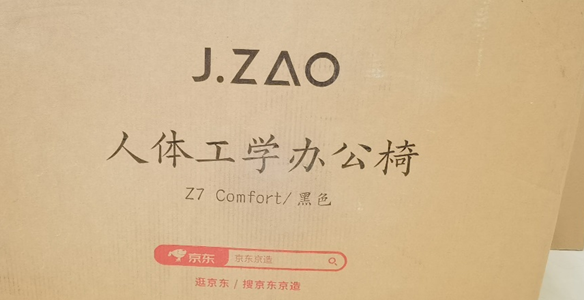 J.ZAO
人体工学办公椅
Z7 Comfort/黑色
京东 京东京造
逛京东 / 搜京东京造